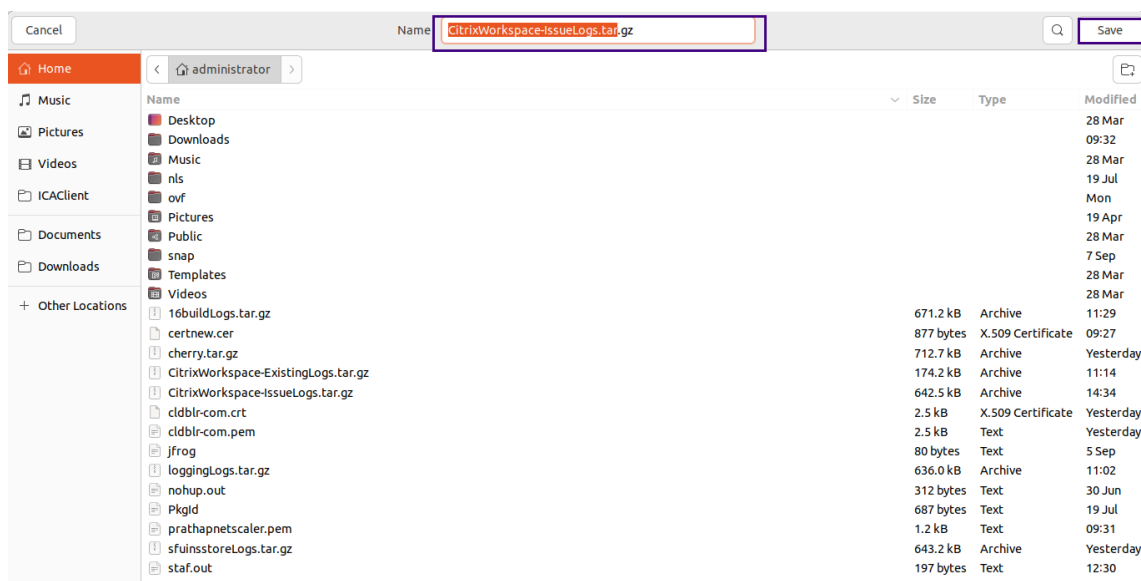 Cancel Name CitrixWorkspace-IssueLogs.tar.gz Save
Home administrator
Music
Pictures
Videos
ICAClient
Documents
Downloads
+ Other Locations
Name Size Type Modified
Desktop 28 Mar
Downloads 09:32
Music 28 Mar
nls 19 Jul
ovf Mon
Pictures 19 Apr
Public 28 Mar
snap 7 Sep
Templates 28 Mar
Videos 28 Mar
16buildLogs.tar.gz 671.2 kB Archive 11:29
certnew.cer 877 bytes X.509 Certificate 09:27
cherry.tar.gz 712.7 kB Archive Yesterday
CitrixWorkspace-ExistingLogs.tar.gz 174.2 kB Archive 11:14
CitrixWorkspace-IssueLogs.tar.gz 642.5 kB Archive 14:34
cldblr-com.crt 2.5 kB X.509 Certificate Yesterday
cldblr-com.pem 2.5 kB Text Yesterday
jfrog 80 bytes Text 5 Sep
loggingLogs.tar.gz 636.0 kB Archive 11:02
nohup.out 312 bytes Text 30 Jun
PkgId 687 bytes Text 19 Jul
prathapnetscaler.pem 1.2 kB Text 09:31
sfuinsstoreLogs.tar.gz 643.2 kB Archive Yesterday
staf.out 197 bytes Text 12:30